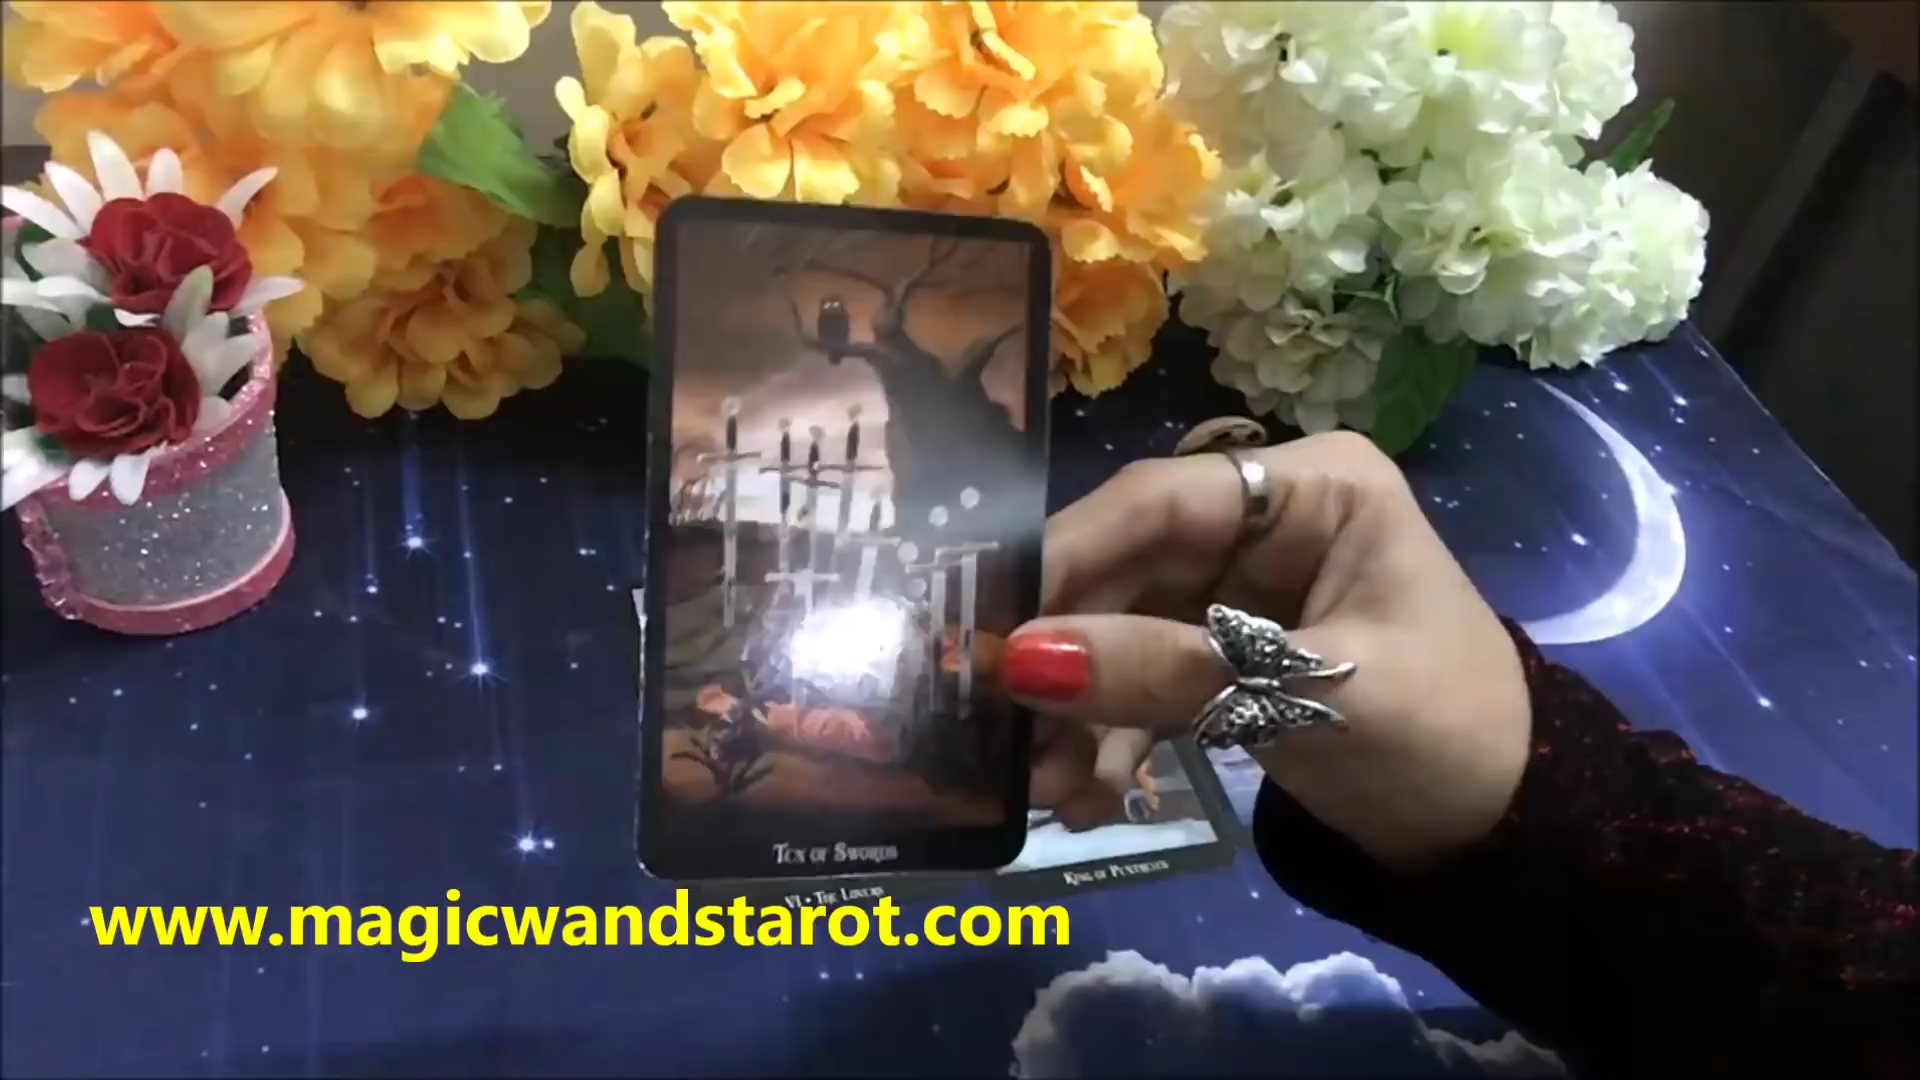 Ten of Swords
VI • The Lovers
King of Pentacles
www.magicwandstarot.com